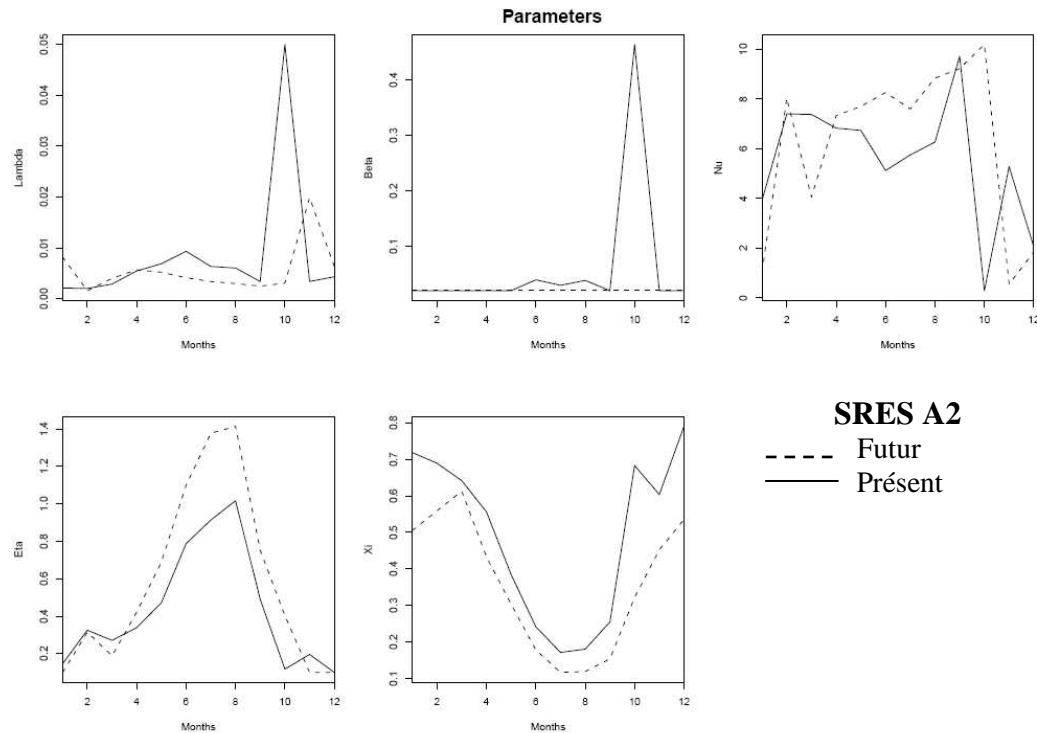 Parameters
Lambda
0.00 0.01 0.02 0.03 0.04 0.05
2 4 6 8 10 12
Months
Beta
0.1 0.2 0.3 0.4
2 4 6 8 10 12
Months
Nu
0 2 4 6 8 10
2 4 6 8 10 12
Months
Eta
0.2 0.4 0.6 0.8 1.0 1.2 1.4
2 4 6 8 10 12
Months
Xi
0.1 0.2 0.3 0.4 0.5 0.6 0.7 0.8
2 4 6 8 10 12
Months
SRES A2
Futur
Présent